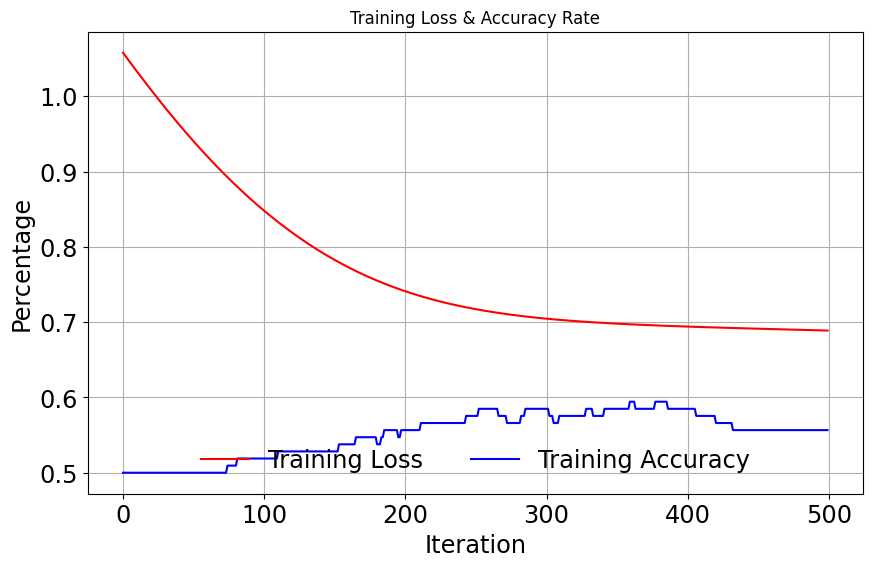 Training Loss & Accuracy Rate
Percentage
1.0
0.9
0.8
0.7
0.6
0.5
Training Loss Training Accuracy
0 100 200 300 400 500
Iteration